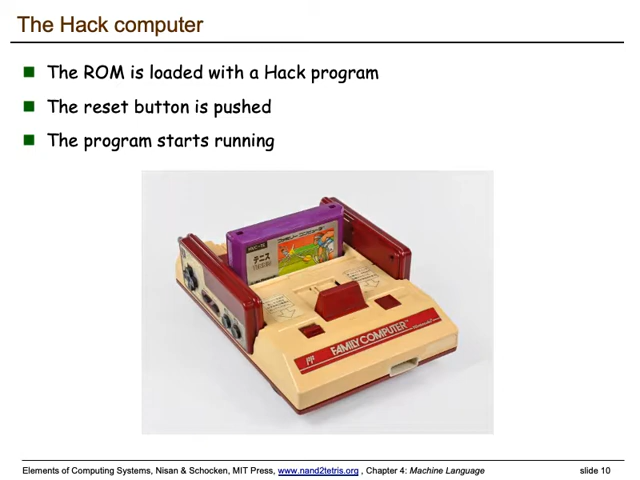 The Hack computer
The ROM is loaded with a Hack program
The reset button is pushed
The program starts running
テニス
FAMILY COMPUTER
Elements of Computing Systems, Nisan & Schocken, MIT Press, www.nand2tetris.org , Chapter 4: Machine Language
slide 10